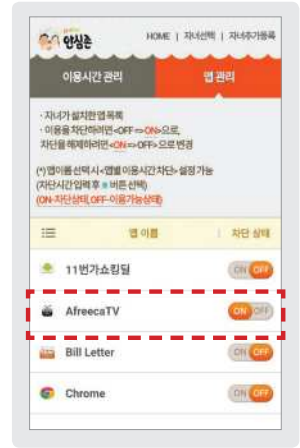 안심존
HOME | 자녀선택 | 자녀추가등록
이용시간 관리
앱 관리
· 자녀가 설치한 앱 목록
· 이용을 차단하려면 <OFF => ON>으로,
차단을 해제하려면 <ON => OFF>으로 변경
(*) 앱이름 선택 시 <앱별 이용시간 차단> 설정 가능
(차단시간 입력 후 ■ 버튼 선택)
(ON-차단상태, OFF-이용가능상태)
앱 이름
차단 상태
11번가쇼킹딜
ON OFF
AfreecaTV
ON OFF
Bill Letter
ON OFF
Chrome
ON OFF